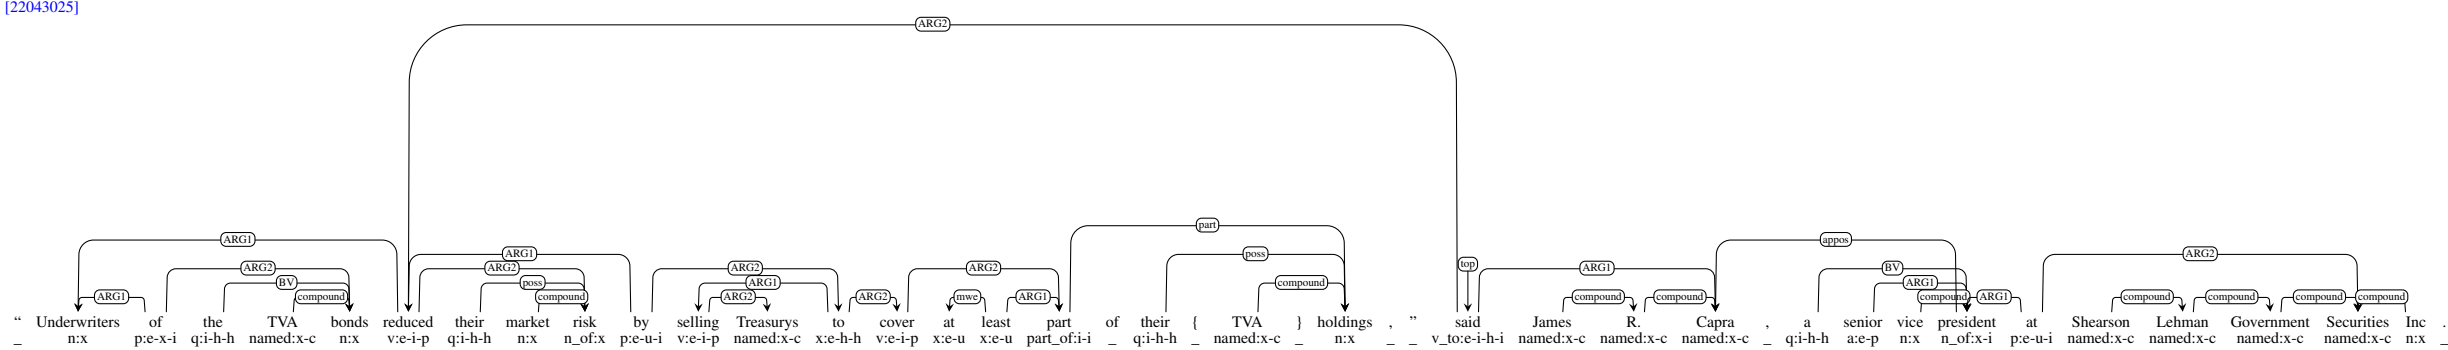 [22043025]
ARG2
part
ARG1 appos
ARG1 poss ARG2
ARG2 ARG2 ARG2 ARG2 top ARG1 BV
BV poss ARG1 compound ARG1
compound ARG1 compound ARG2 ARG2 mwe ARG1 compound compound compound ARG1 compound compound compound compound
“ Underwriters of the TVA bonds reduced their market risk by selling Treasurys to cover at least part of their { TVA } holdings , ” said James R. Capra , a senior vice president at Shearson Lehman Government Securities Inc .
_ n:x p:e-x-i q:i-h-h named:x-c n:x v:e-i-p q:i-h-h n:x n_of:x p:e-u-i v:e-i-p named:x-c x:e-h-h v:e-i-p x:e-u x:e-u part_of:i-i _ q:i-h-h _ named:x-c _ n:x _ _ v_to:e-i-h-i named:x-c named:x-c named:x-c _ q:i-h-h a:e-p n:x n_of:x-i p:e-u-i named:x-c named:x-c named:x-c named:x-c n:x _